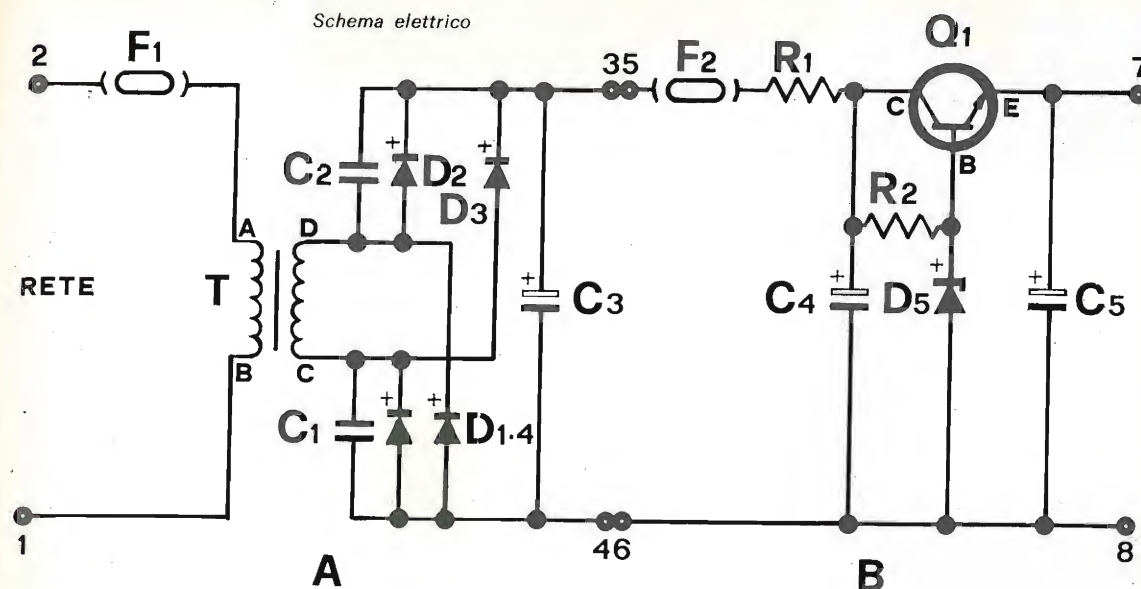 Schema elettrico
2
F1
35
F2
R1
Q1
7
C
E
B
C2
D2
D3
R2
A
D
RETE
T
C3
C4
D5
C5
B
C
C1
D1·4
1
46
8
A
B